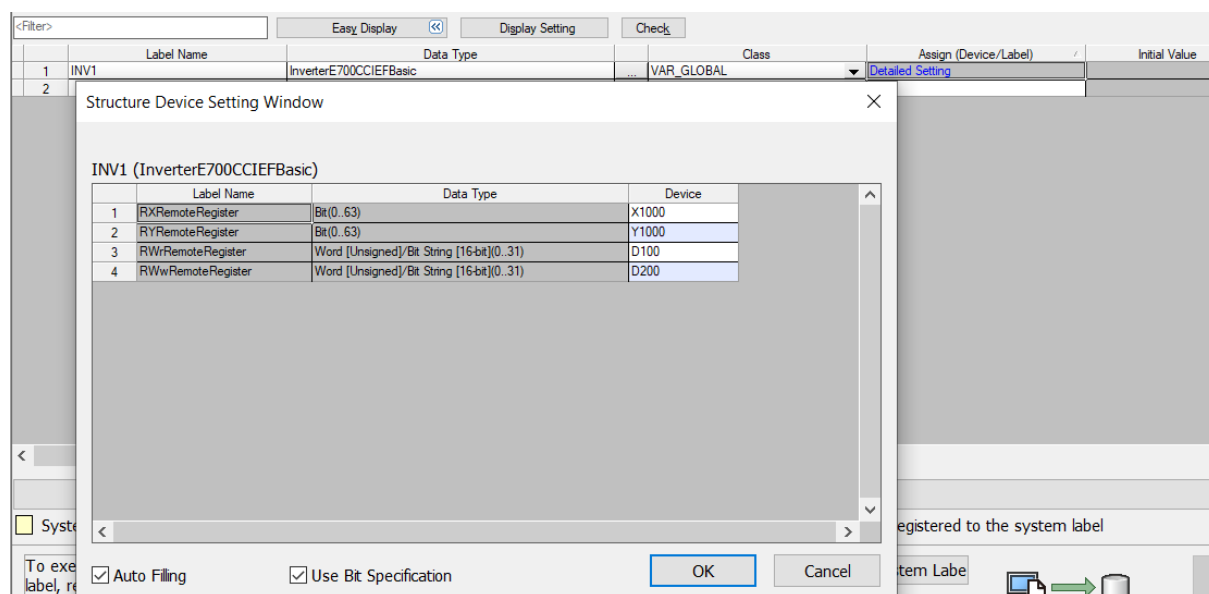 <Filter> Easy Display Display Setting Check
Label Name Data Type Class Assign (Device/Label) Initial Value
1 INV1 InverterE700CCIEFBasic ... VAR_GLOBAL Detailed Setting
2
Structure Device Setting Window
INV1 (InverterE700CCIEFBasic)
Label Name Data Type Device
1 RXRemoteRegister Bit(0..63) X1000
2 RYRemoteRegister Bit(0..63) Y1000
3 RWrRemoteRegister Word [Unsigned]/Bit String [16-bit](0..31) D100
4 RWwRemoteRegister Word [Unsigned]/Bit String [16-bit](0..31) D200
Syste egistered to the system label
To exe
label, re
Auto Filling Use Bit Specification OK Cancel
stem Labe